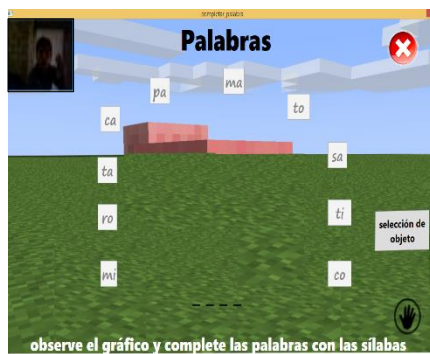 completar palabra
Palabras
ma
pa
to
ca
sa
ta
ti
ro
selección de
objeto
mi
co
observe el gráfico y complete las palabras con las sílabas